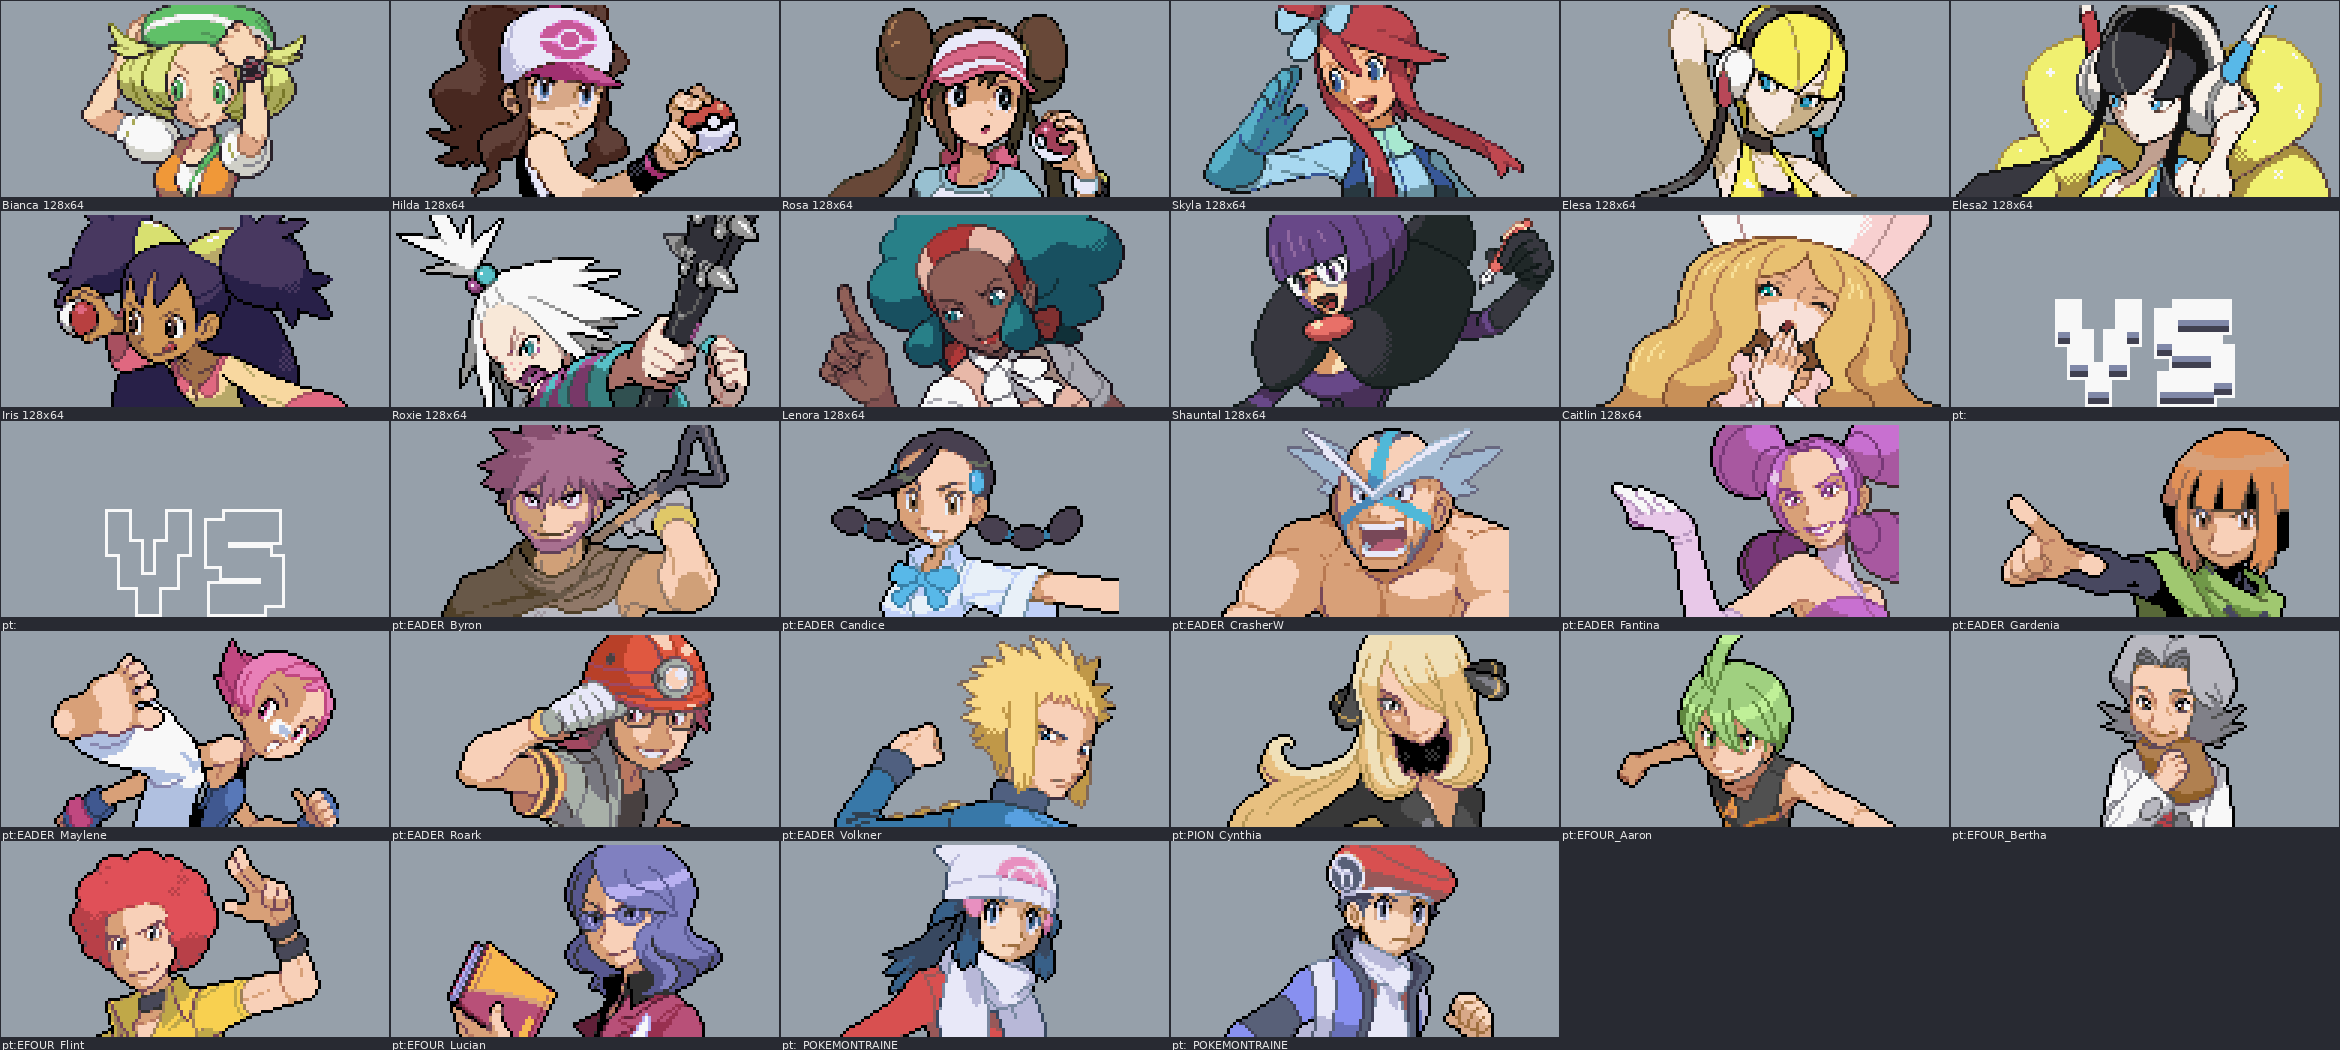 Bianca 128x64
Hilda 128x64
Rosa 128x64
Skyla 128x64
Elesa 128x64
Elesa2 128x64
Iris 128x64
Roxie 128x64
Lenora 128x64
Shauntal 128x64
Caitlin 128x64
VS
pt:
VS
pt:
pt:EADER_Byron
pt:EADER_Candice
pt:EADER_CrasherW
pt:EADER_Fantina
pt:EADER_Gardenia
pt:EADER_Maylene
pt:EADER_Roark
pt:EADER_Volkner
pt:PION_Cynthia
pt:EFOUR_Aaron
pt:EFOUR_Bertha
pt:EFOUR_Flint
pt:EFOUR_Lucian
pt:_POKEMONTRAINE
pt:_POKEMONTRAINE